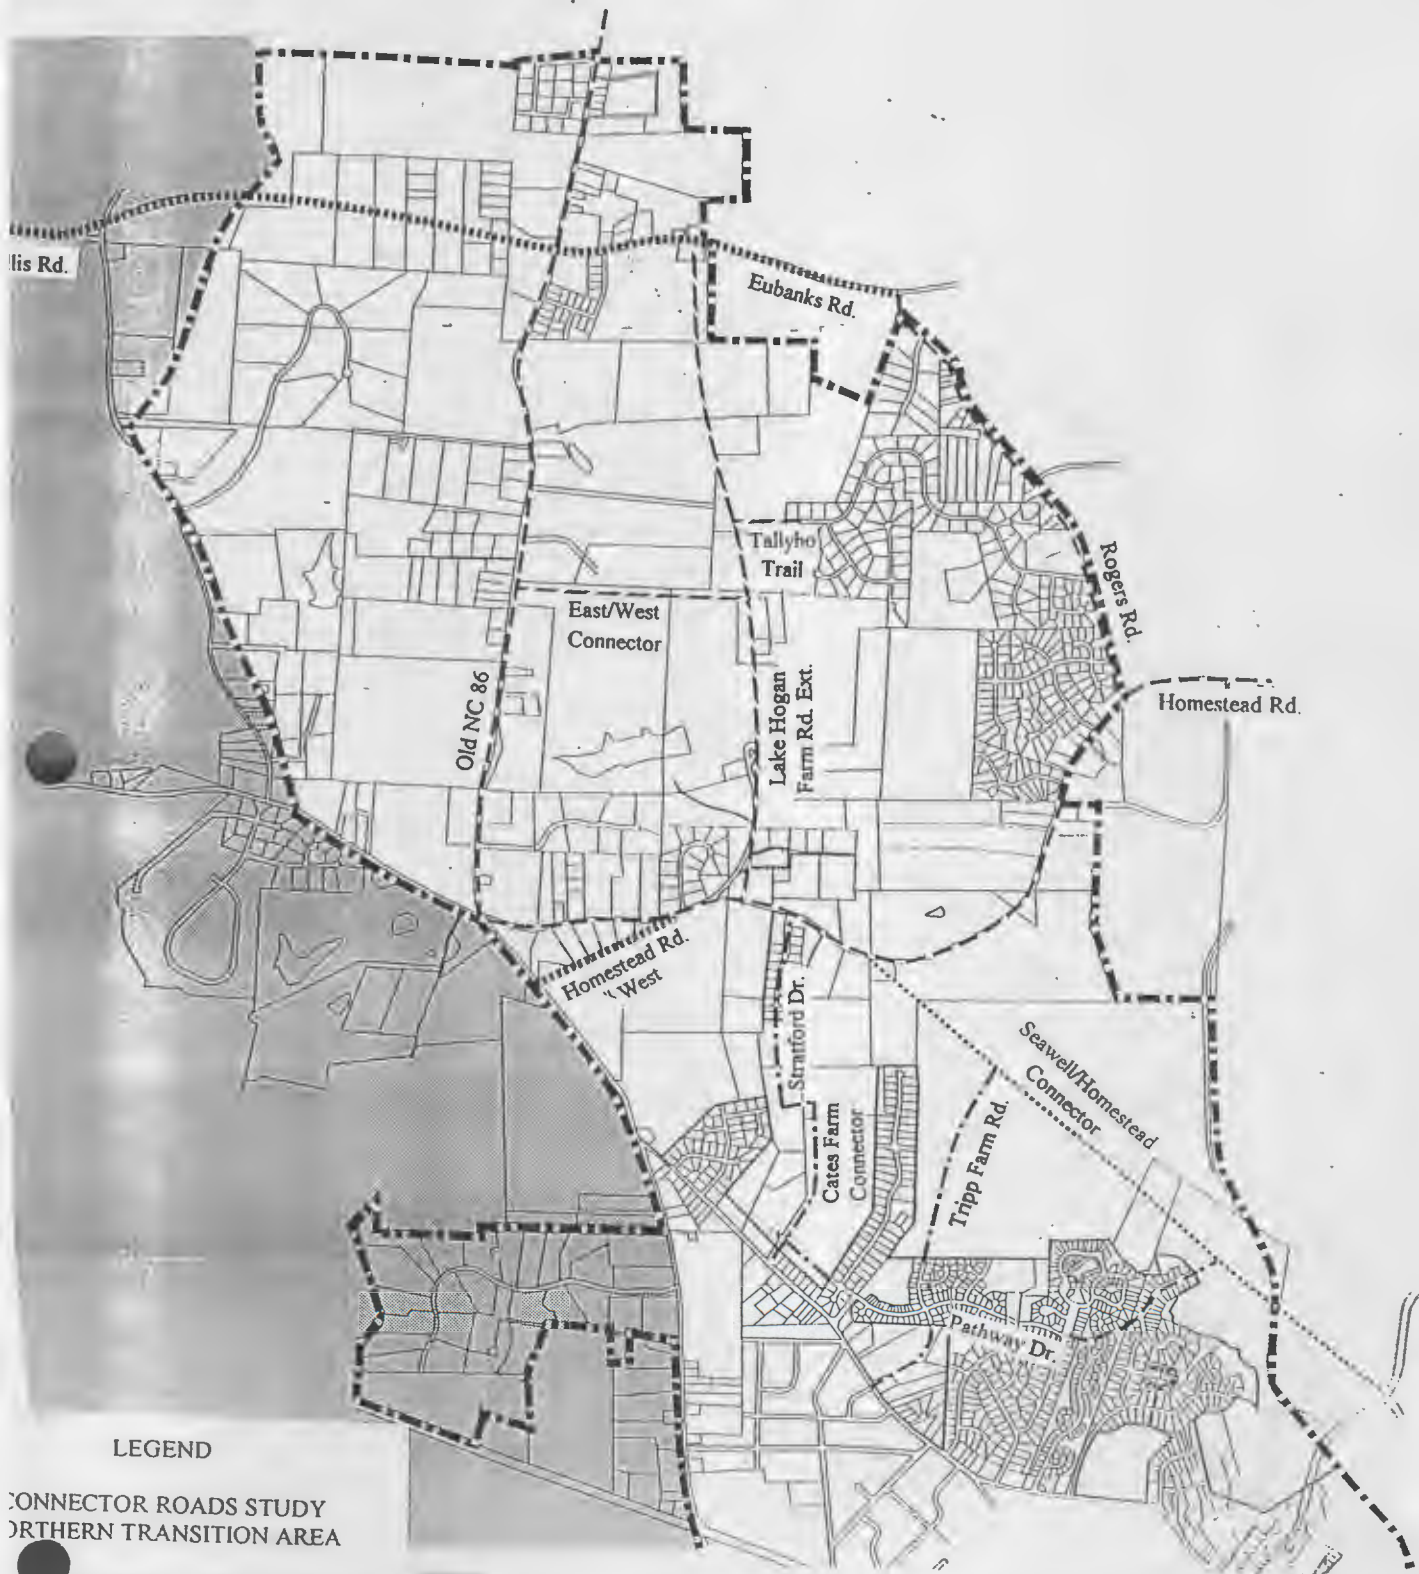 llis Rd.
Eubanks Rd.
Tallyho
Trail
Rogers Rd.
East/West
Connector
Old NC 86
Lake Hogan
Farm Rd. Ext.
Homestead Rd.
Homestead Rd.
West
Stratford Dr.
Seawell/Homestead
Connector
Cates Farm
Connector
Tripp Farm Rd.
Pathway Dr.
LEGEND
CONNECTOR ROADS STUDY
ORTHERN TRANSITION AREA